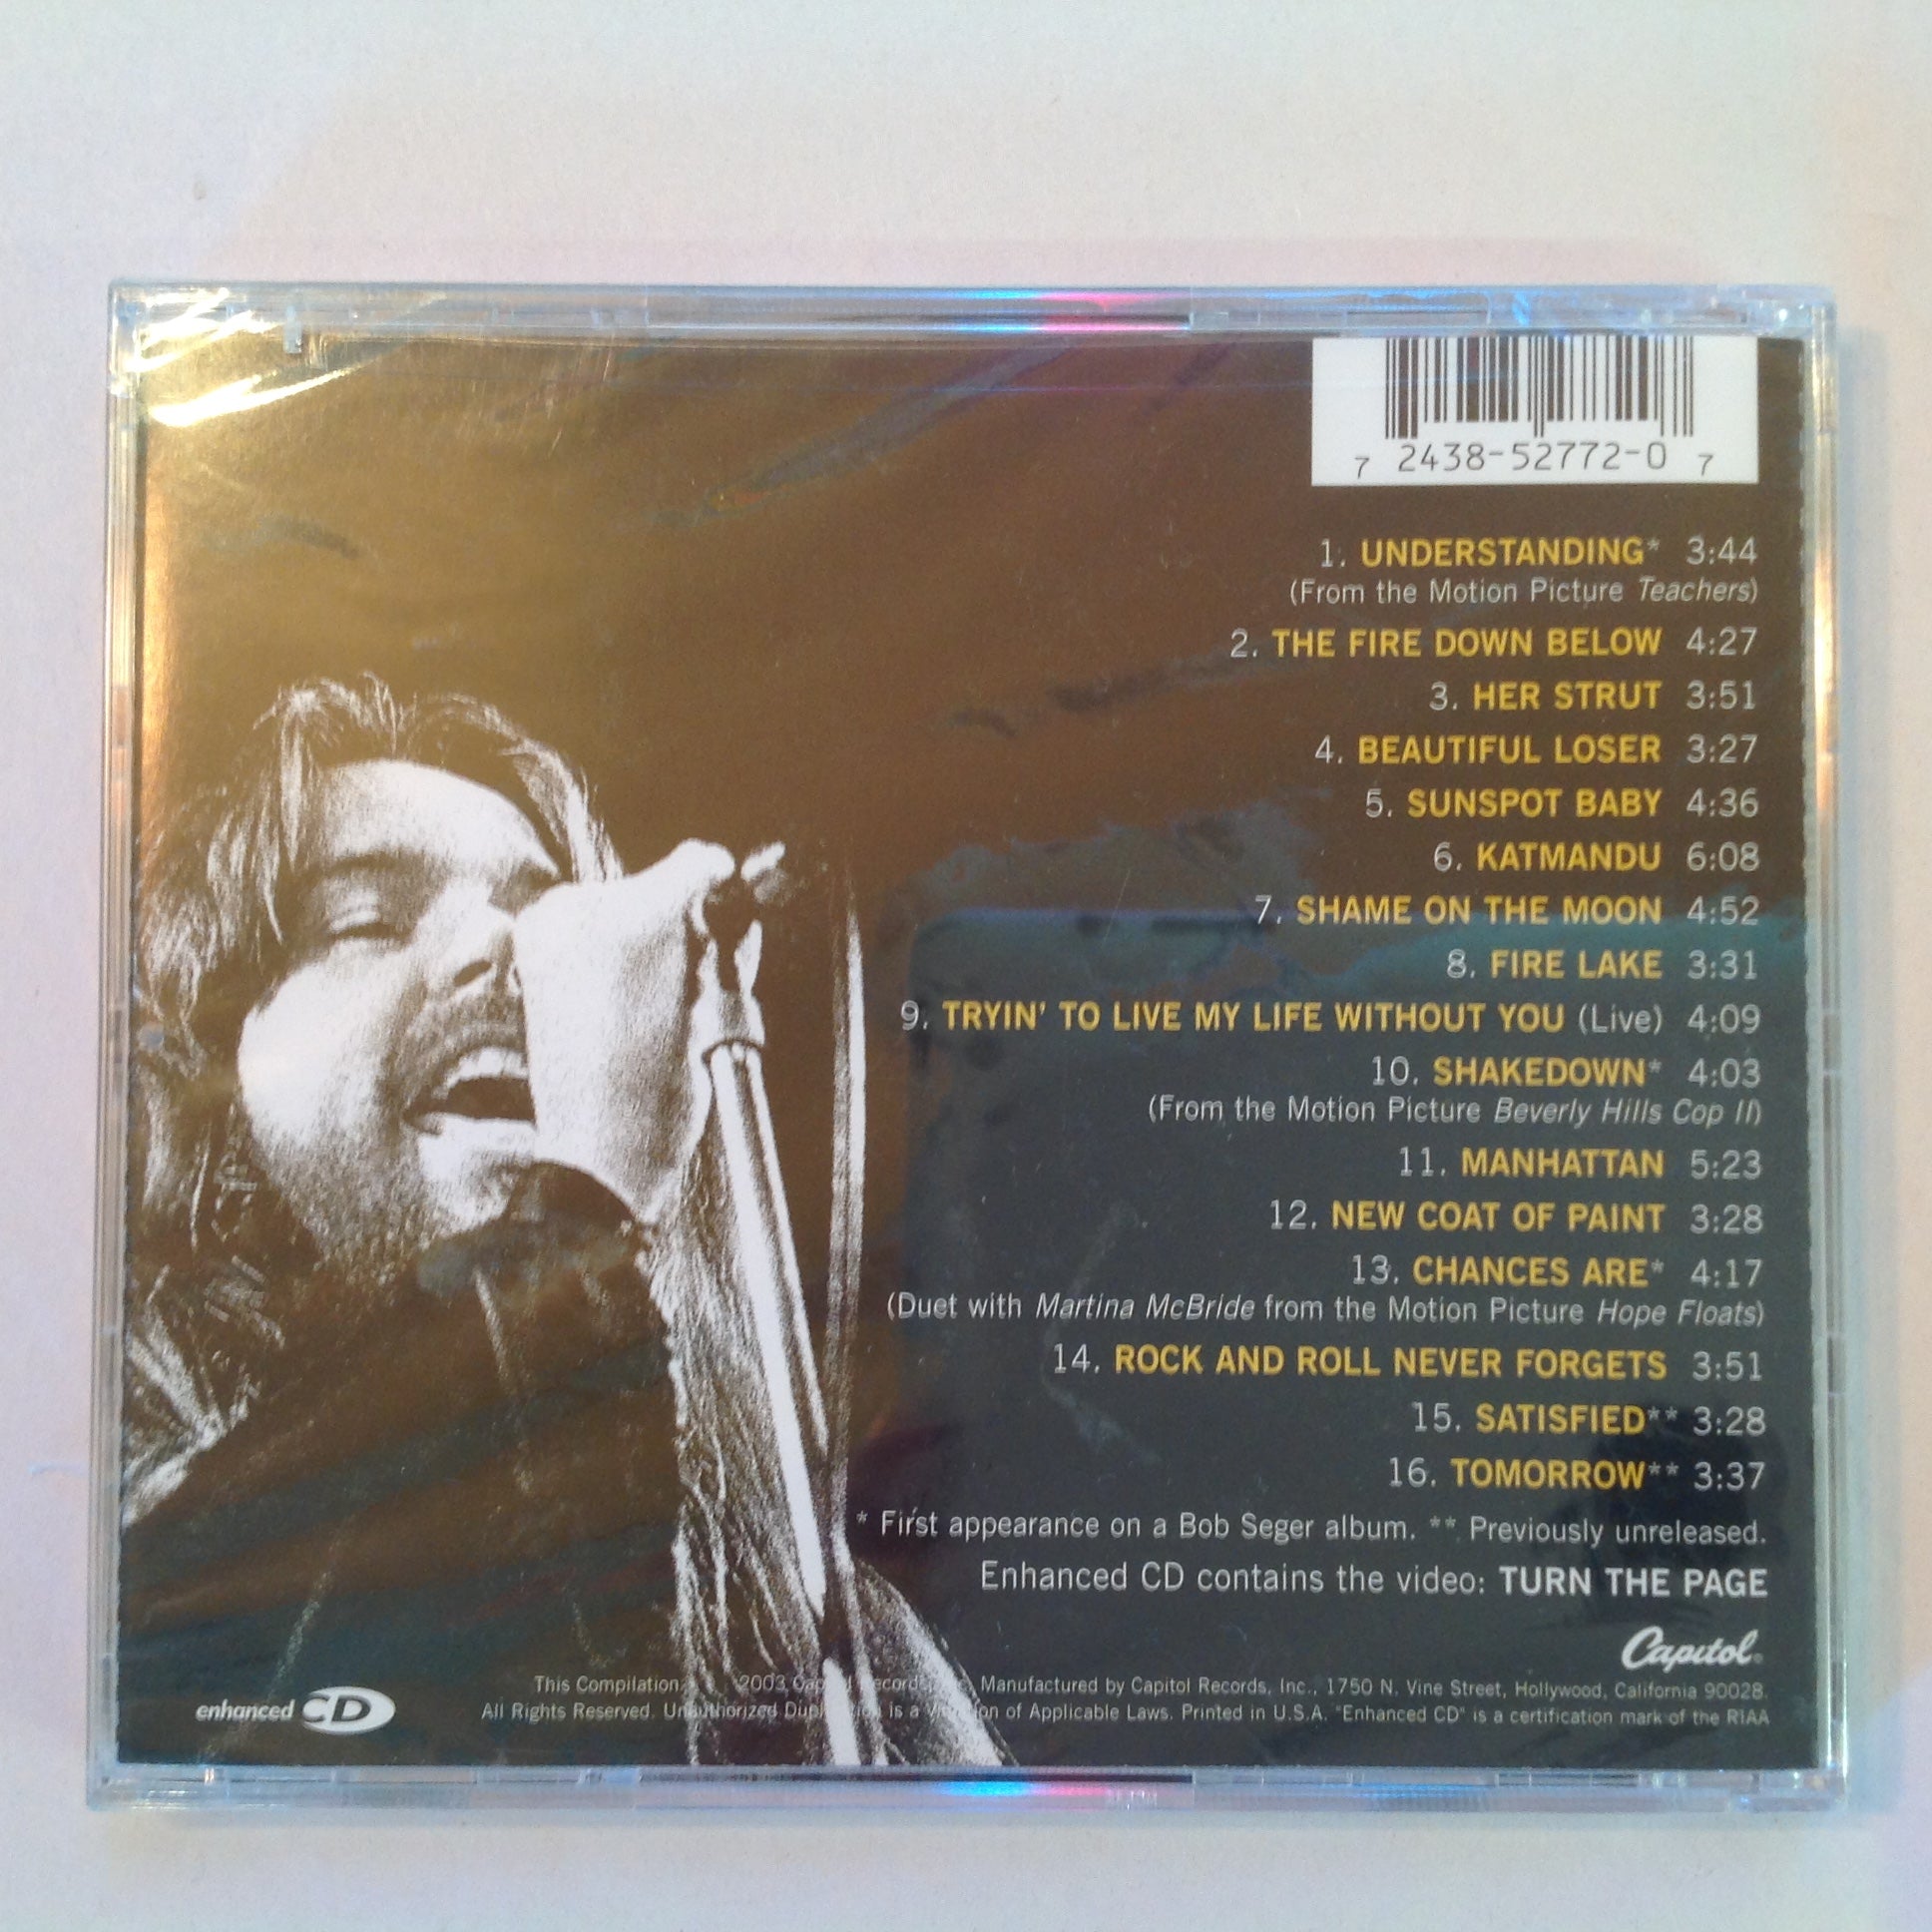 7 2438-52772-0 7
1. UNDERSTANDING* 3:44
(From the Motion Picture Teachers)
2. THE FIRE DOWN BELOW 4:27
3. HER STRUT 3:51
4. BEAUTIFUL LOSER 3:27
5. SUNSPOT BABY 4:36
6. KATMANDU 6:08
7. SHAME ON THE MOON 4:52
8. FIRE LAKE 3:31
9. TRYIN' TO LIVE MY LIFE WITHOUT YOU (Live) 4:09
10. SHAKEDOWN* 4:03
(From the Motion Picture Beverly Hills Cop II)
11. MANHATTAN 5:23
12. NEW COAT OF PAINT 3:28
13. CHANCES ARE* 4:17
(Duet with Martina McBride from the Motion Picture Hope Floats)
14. ROCK AND ROLL NEVER FORGETS 3:51
15. SATISFIED** 3:28
16. TOMORROW** 3:37
* First appearance on a Bob Seger album. ** Previously unreleased.
Enhanced CD contains the video: TURN THE PAGE
Capitol
This Compilation 2003 Manufactured by Capitol Records, Inc., 1750 N. Vine Street, Hollywood, California 90028.
All Rights Reserved. Unauthorized is a of Applicable Laws. Printed in U.S.A. "Enhanced CD" is a certification mark of the RIAA
enhanced CD